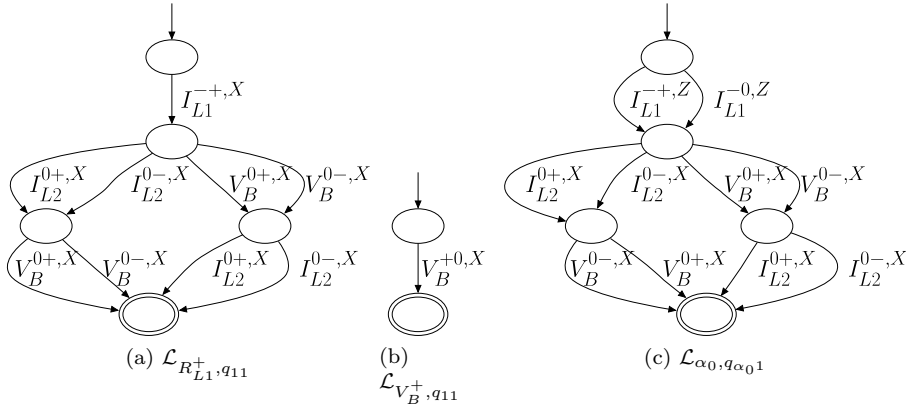 I_{L1}^{-+,X}
I_{L2}^{0+,X} I_{L2}^{0-,X} V_B^{0+,X} V_B^{0-,X}
V_B^{0+,X} V_B^{0-,X} I_{L2}^{0+,X} I_{L2}^{0-,X}
(a) \mathcal{L}_{R_{L1}^+,q_{11}}
V_B^{+0,X}
(b)
\mathcal{L}_{V_B^+,q_{11}}
I_{L1}^{-+,Z} I_{L1}^{-0,Z}
I_{L2}^{0+,X} I_{L2}^{0-,X} V_B^{0+,X} V_B^{0-,X}
V_B^{0-,X} V_B^{0+,X} I_{L2}^{0+,X} I_{L2}^{0-,X}
(c) \mathcal{L}_{\alpha_0,q_{\alpha_0 1}}